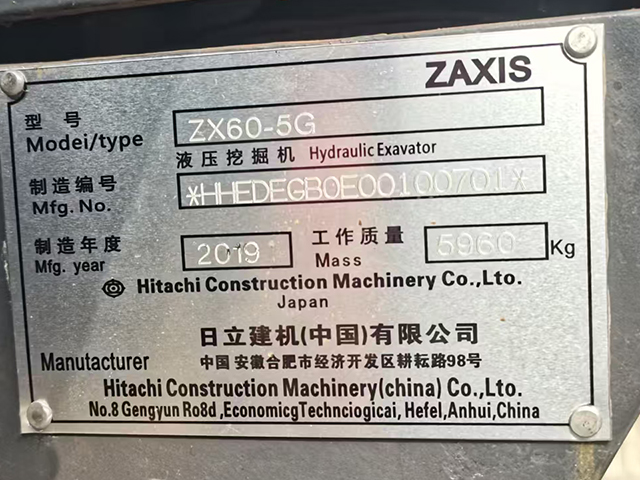 ZAXIS
型号 ZX60-5G
Modei/type
液压挖掘机 Hydraulic Exavator
制造编号 *HHEDEGB0E00100701*
Mfg. No.
制造年度 2019 工作质量 5960 Kg
Mfg. year Mass
Hitachi Construction Machinery Co.,Lto.
Japan
日立建机(中国)有限公司
Manutacturer 中国 安徽合肥市经济开发区耕耘路98号
Hitachi Construction Machinery(china) Co.,Ltc.
No.8 Gengyun Ro8d ,EconomicgTechnciogicai, Hefel,Anhui,China